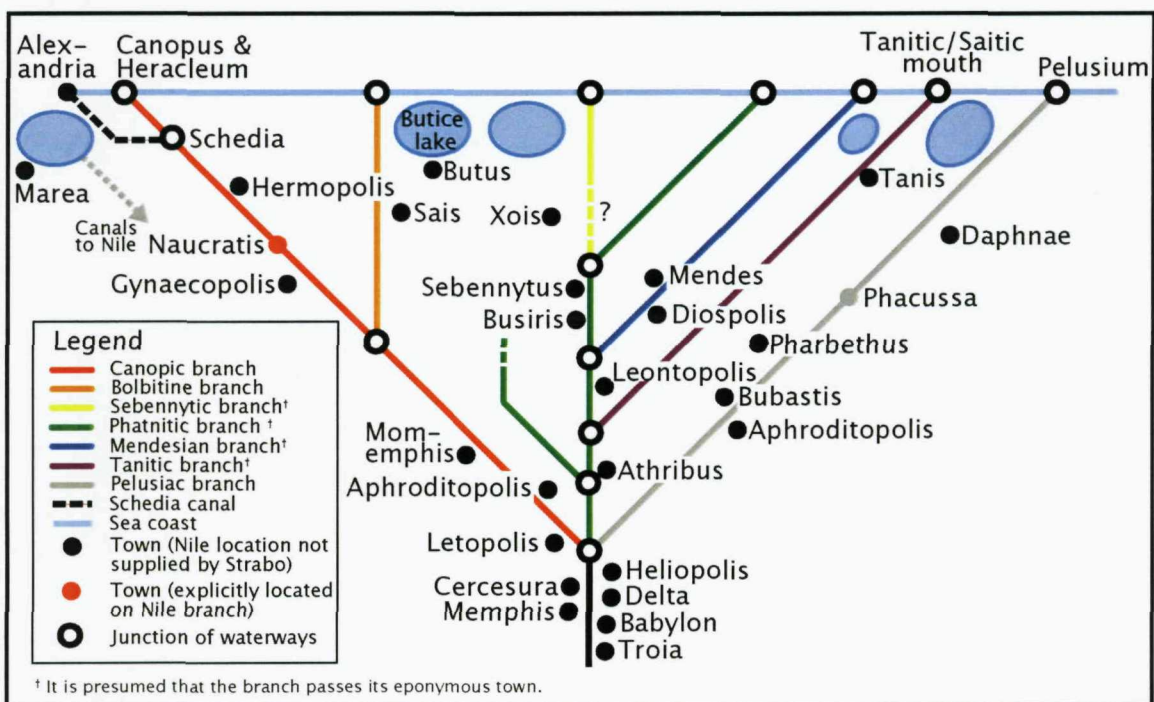 Alex-
andria
Canopus &
Heracleum
Tanitic/Saitic
mouth
Pelusium
Schedia
Butice
lake
Marea
Hermopolis
Butus
Tanis
Canals
to Nile
Naucratis
Sais
Xois
?
Daphnae
Gynaecopolis
Sebennytus
Mendes
Phacussa
Busiris
Diospolis
Pharbethus
Leontopolis
Bubastis
Aphroditopolis
Mom-
emphis
Athribus
Aphroditopolis
Letopolis
Heliopolis
Cercesura
Delta
Memphis
Babylon
Troia
Legend
Canopic branch
Bolbitine branch
Sebennytic branch†
Phatnitic branch †
Mendesian branch†
Tanitic branch†
Pelusiac branch
Schedia canal
Sea coast
Town (Nile location not
supplied by Strabo)
Town (explicitly located
on Nile branch)
Junction of waterways
† It is presumed that the branch passes its eponymous town.